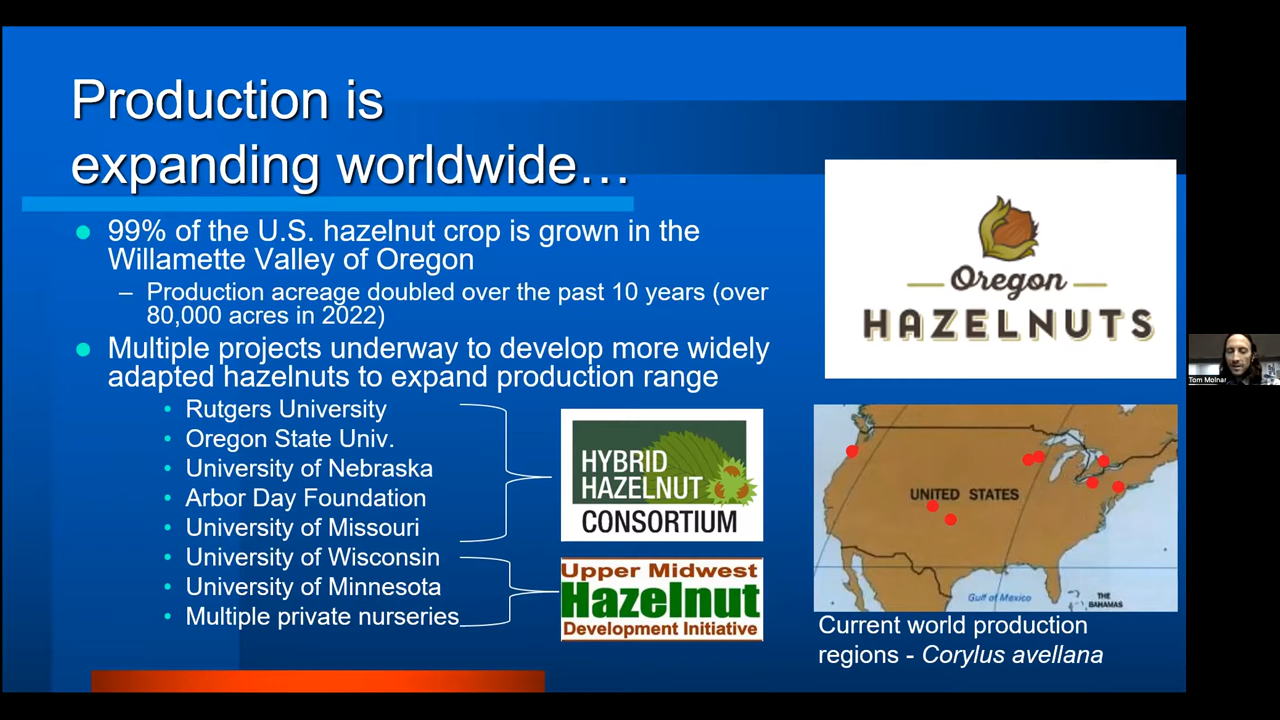 Production is
expanding worldwide…
99% of the U.S. hazelnut crop is grown in the
Willamette Valley of Oregon
– Production acreage doubled over the past 10 years (over
80,000 acres in 2022)
Multiple projects underway to develop more widely
adapted hazelnuts to expand production range
• Rutgers University
• Oregon State Univ.
• University of Nebraska
• Arbor Day Foundation
• University of Missouri
• University of Wisconsin
• University of Minnesota
• Multiple private nurseries
HYBRID
HAZELNUT
CONSORTIUM
Upper Midwest
Hazelnut
Development Initiative
Oregon
HAZELNUTS
UNITED STATES
Gulf of Mexico
THE
BAHAMAS
Current world production
regions - Corylus avellana
Tom Molnar